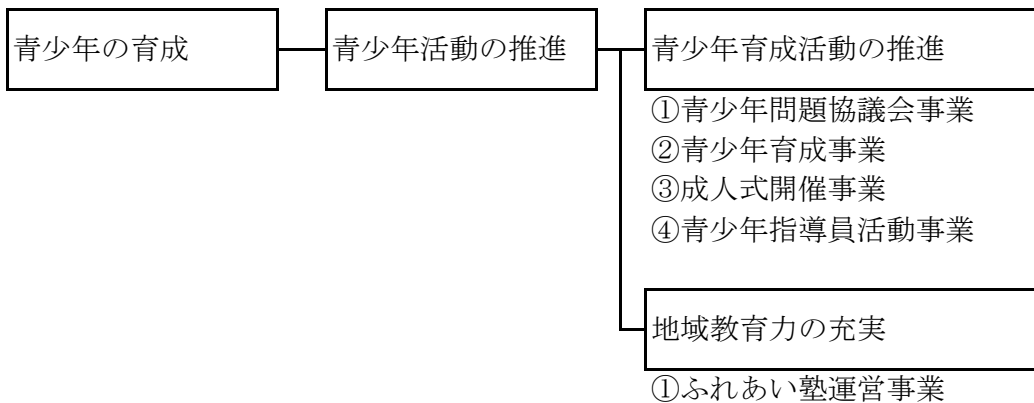 青少年の育成
青少年活動の推進
青少年育成活動の推進
①青少年問題協議会事業
②青少年育成事業
③成人式開催事業
④青少年指導員活動事業
地域教育力の充実
①ふれあい塾運営事業